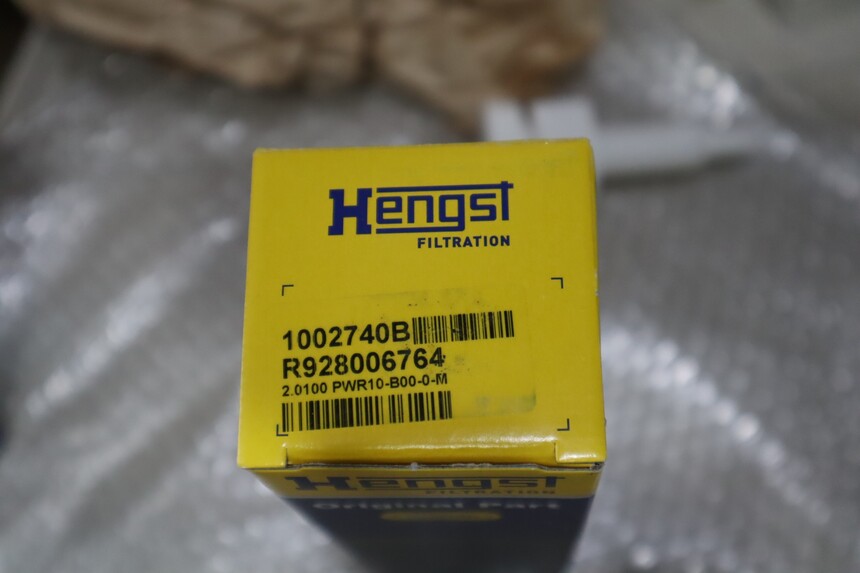 Hengst
FILTRATION
1002740B
R928006764
2.0100 PWR10-B00-0-M
Hengst
FILTRATION
Original Part